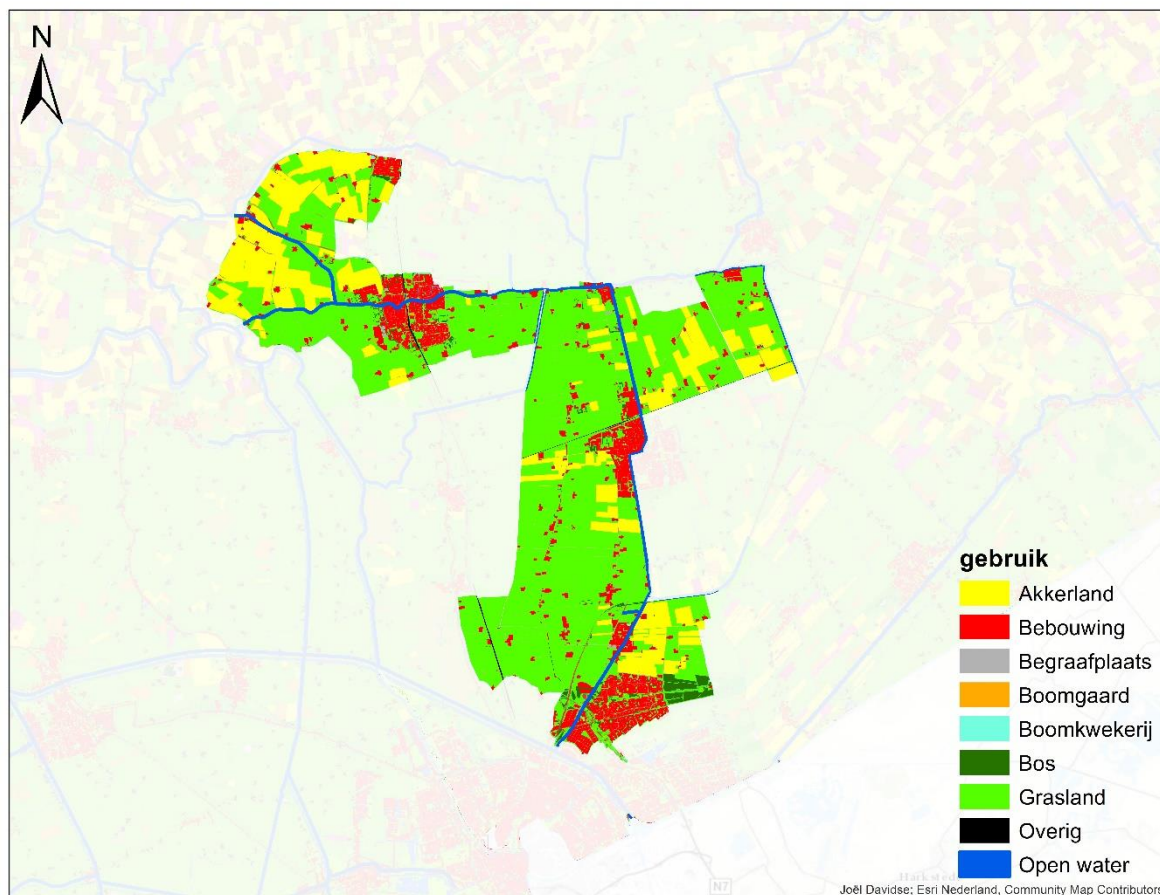 N
gebruik
Akkerland
Bebouwing
Begraafplaats
Boomgaard
Boomkwekerij
Bos
Grasland
Overig
Open water
N7
Joël Davidse; Esri Nederland, Community Map Contributors